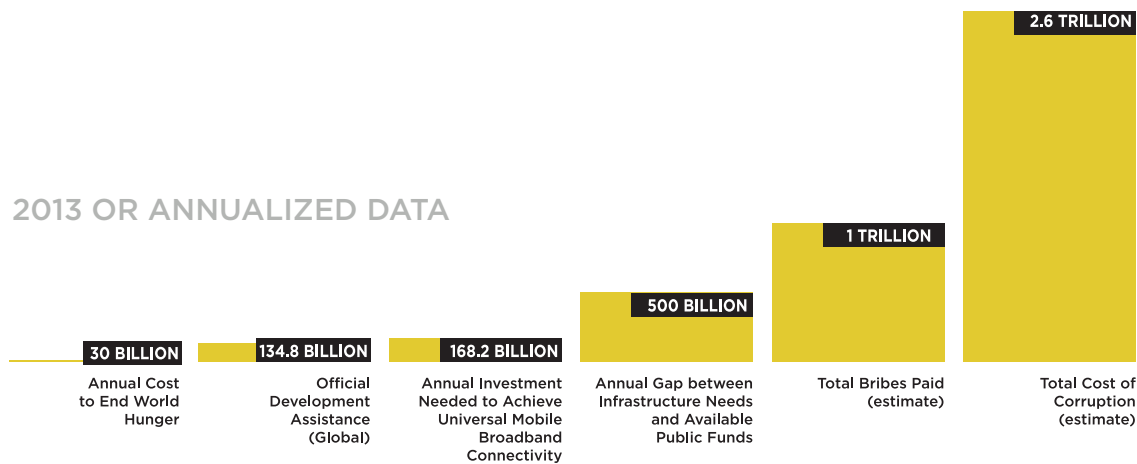 2.6 TRILLION
2013 OR ANNUALIZED DATA
1 TRILLION
500 BILLION
30 BILLION
134.8 BILLION
168.2 BILLION
Annual Cost
to End World
Hunger
Official
Development
Assistance
(Global)
Annual Investment
Needed to Achieve
Universal Mobile
Broadband
Connectivity
Annual Gap between
Infrastructure Needs
and Available
Public Funds
Total Bribes Paid
(estimate)
Total Cost of
Corruption
(estimate)